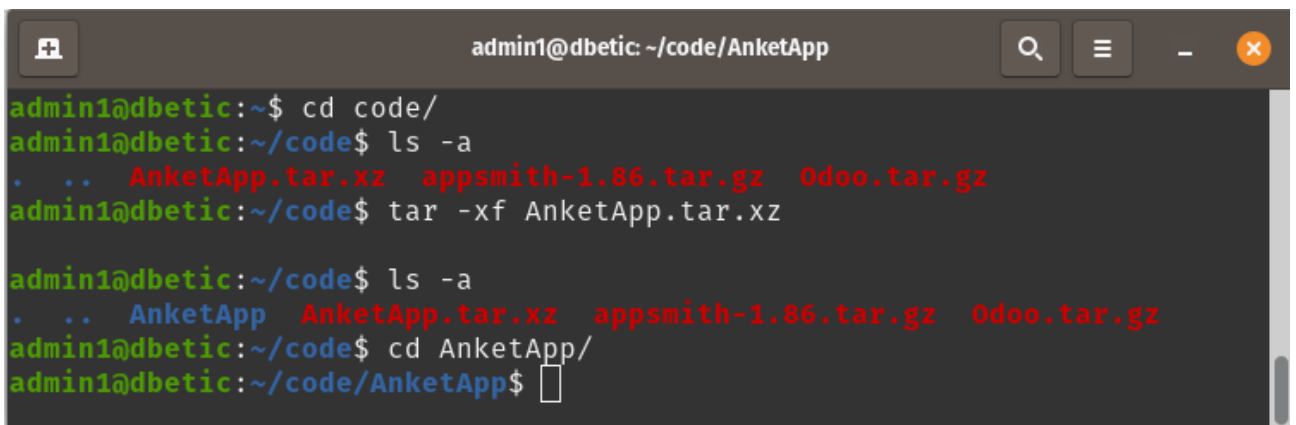 admin1@dbetic: ~/code/AnketApp
admin1@dbetic:~$ cd code/
admin1@dbetic:~/code$ ls -a
.  ..  AnketApp.tar.xz  appsmith-1.86.tar.gz  Odoo.tar.gz
admin1@dbetic:~/code$ tar -xf AnketApp.tar.xz
admin1@dbetic:~/code$ ls -a
.  ..  AnketApp  AnketApp.tar.xz  appsmith-1.86.tar.gz  Odoo.tar.gz
admin1@dbetic:~/code$ cd AnketApp/
admin1@dbetic:~/code/AnketApp$